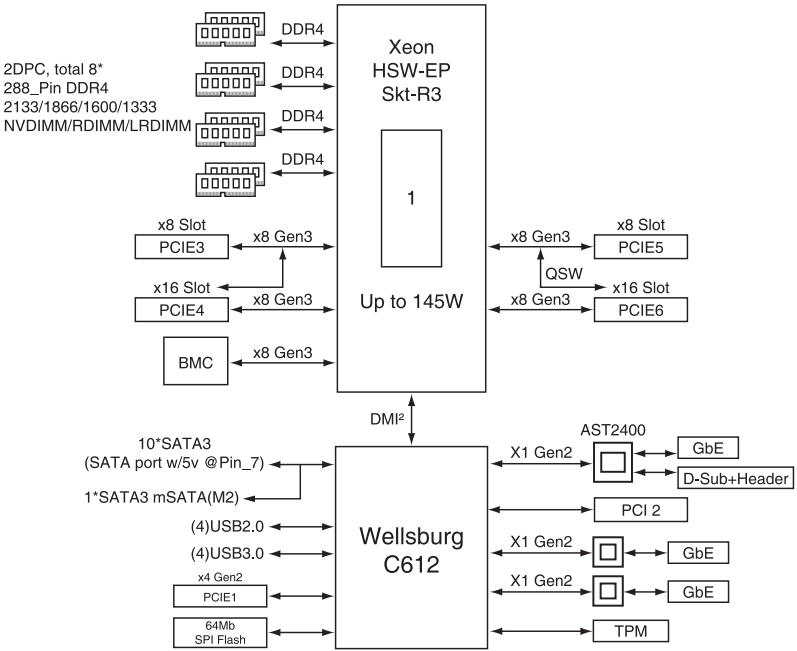 2DPC, total 8*
288_Pin DDR4
2133/1866/1600/1333
NVDIMM/RDIMM/LRDIMM
DDR4
DDR4
DDR4
DDR4
Xeon
HSW-EP
Skt-R3
1
Up to 145W
x8 Slot
PCIE3
x8 Gen3
x16 Slot
PCIE4
x8 Gen3
BMC
x8 Gen3
x8 Gen3
x8 Slot
PCIE5
QSW
x8 Gen3
x16 Slot
PCIE6
DMI²
10*SATA3
(SATA port w/5v @Pin_7)
1*SATA3 mSATA(M2)
(4)USB2.0
(4)USB3.0
x4 Gen2
PCIE1
64Mb
SPI Flash
Wellsburg
C612
X1 Gen2
AST2400
GbE
D-Sub+Header
PCI 2
X1 Gen2
GbE
X1 Gen2
GbE
TPM